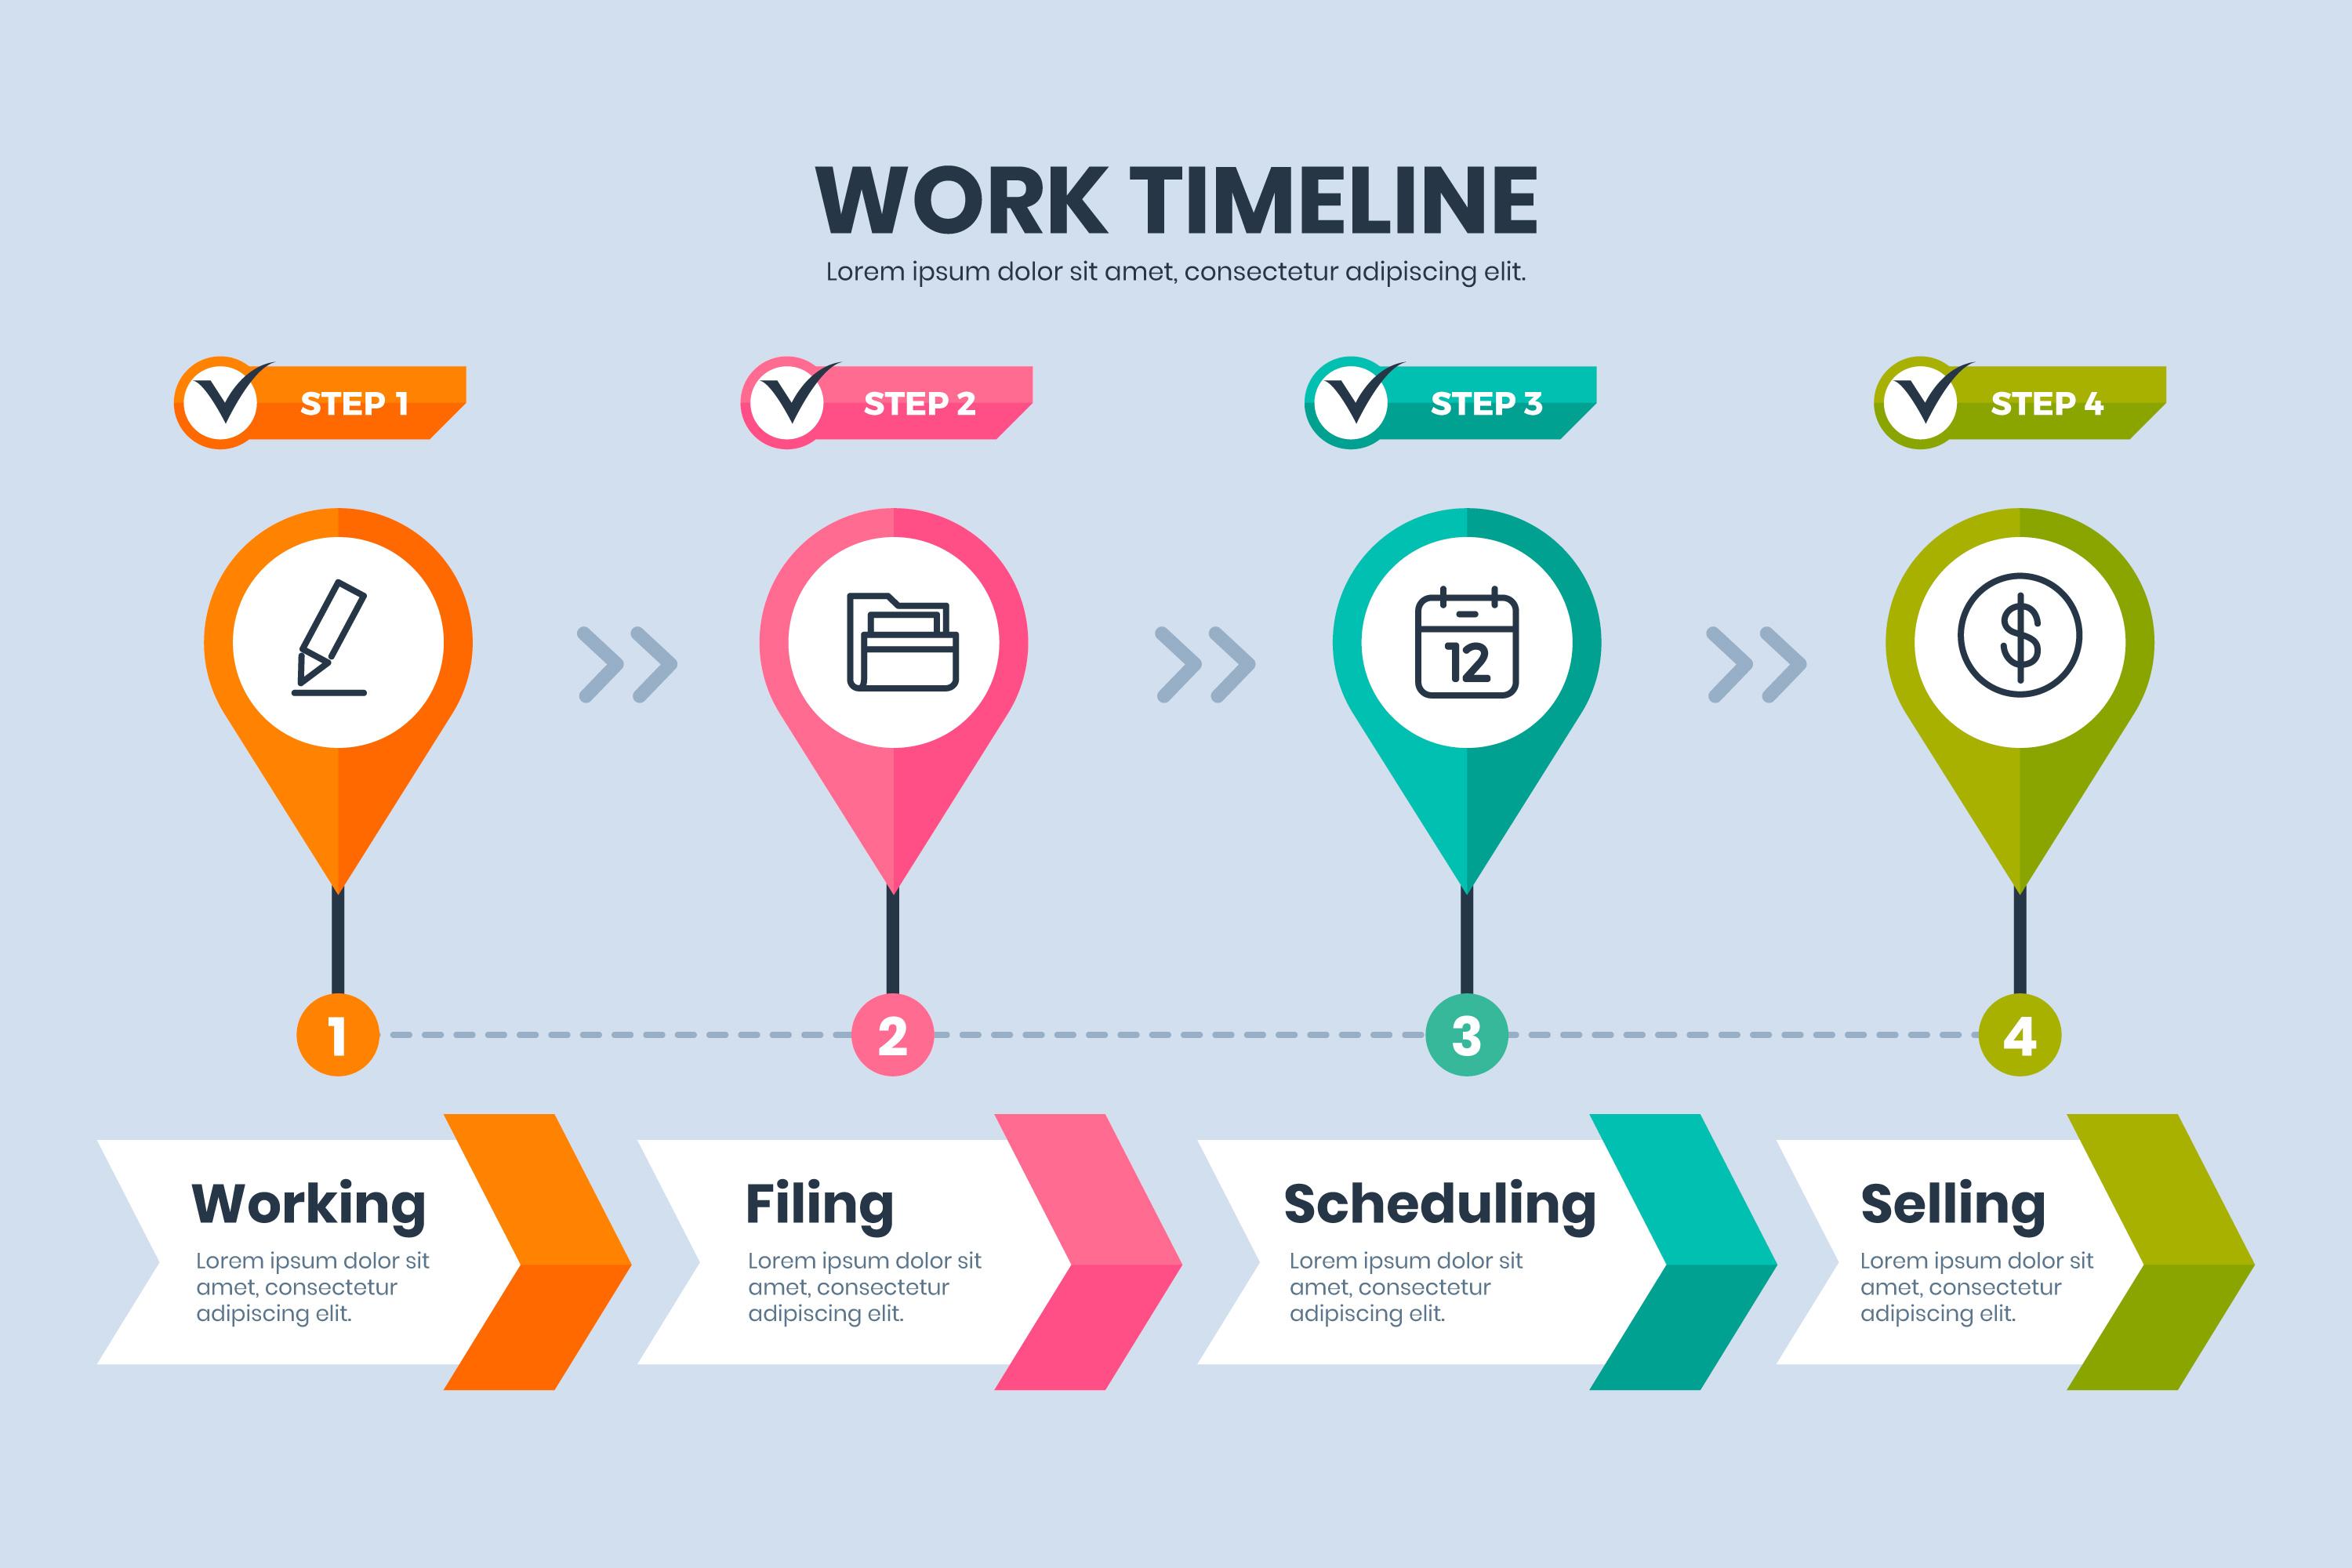 WORK TIMELINE
Lorem ipsum dolor sit amet, consectetur adipiscing elit.
STEP 1
STEP 2
STEP 3
STEP 4
12
1
2
3
4
Working
Lorem ipsum dolor sit
amet, consectetur
adipiscing elit.
Filing
Lorem ipsum dolor sit
amet, consectetur
adipiscing elit.
Scheduling
Lorem ipsum dolor sit
amet, consectetur
adipiscing elit.
Selling
Lorem ipsum dolor sit
amet, consectetur
adipiscing elit.